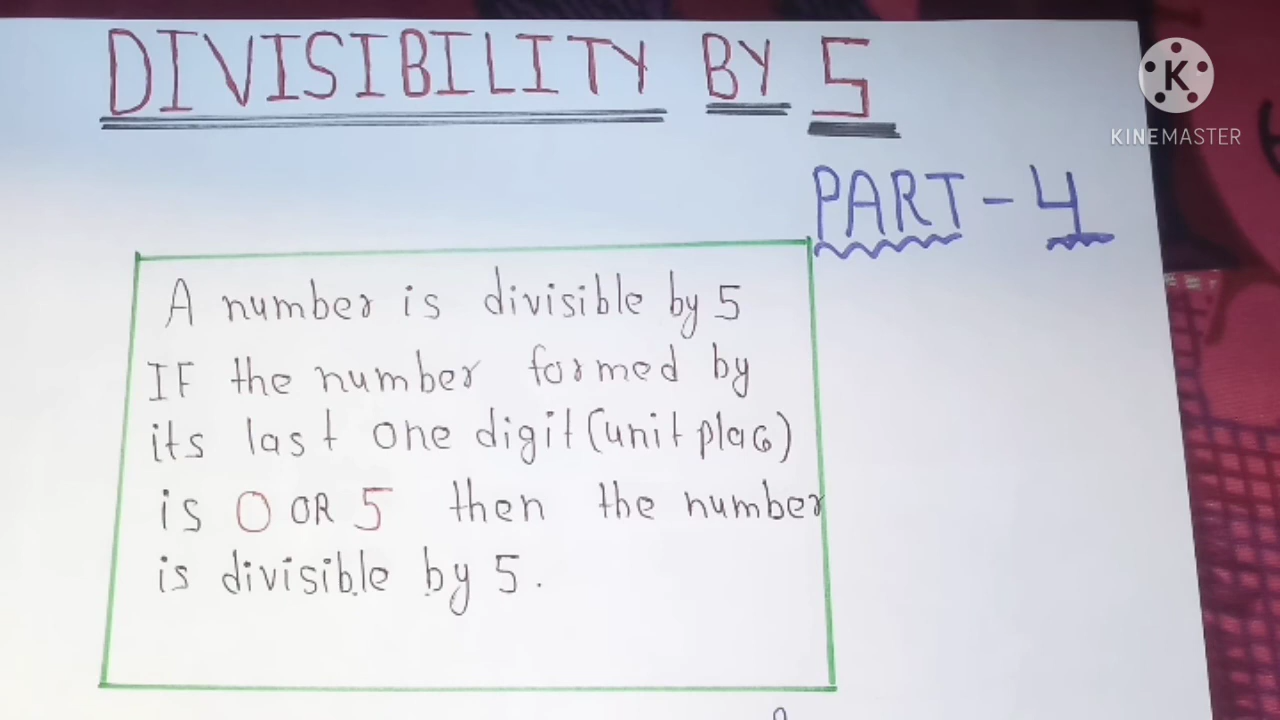 DIVISIBILITY BY 5
KINEMASTER
PART-4
A number is divisible by 5
IF the number formed by
its last one digit (unit place)
is 0 OR 5 then the number
is divisible by 5.